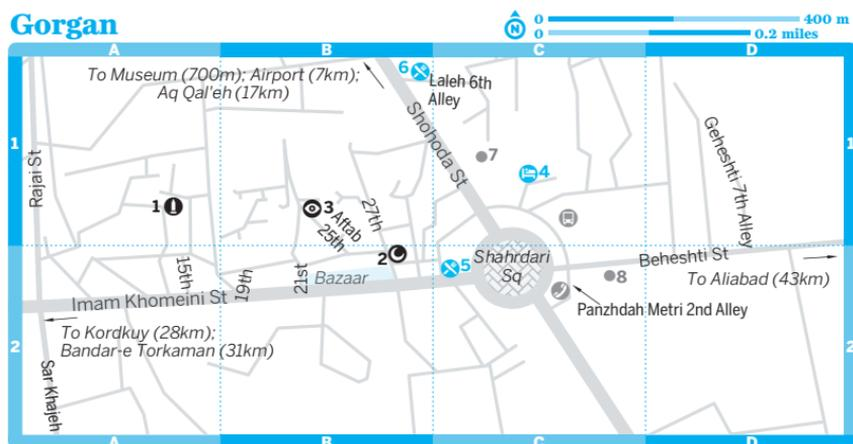 Gorgan
N
0 400 m
0 0.2 miles
A B C D
To Museum (700m); Airport (7km);
Aq Qal'eh (17km)
6
Laleh 6th
Alley
Shohoda St
1
1
7
4
Rajai St
Geheshti 7th Alley
1
3
Aftab
25th
27th
2
15th
19th
21st
Bazaar
5
Shahrdari
Sq
Beheshti St
8
To Aliabad (43km)
Imam Khomeini St
Panzhdah Metri 2nd Alley
To Kordkuy (28km);
Bandar-e Torkaman (31km)
2
2
Sar Khajeh
A B C D